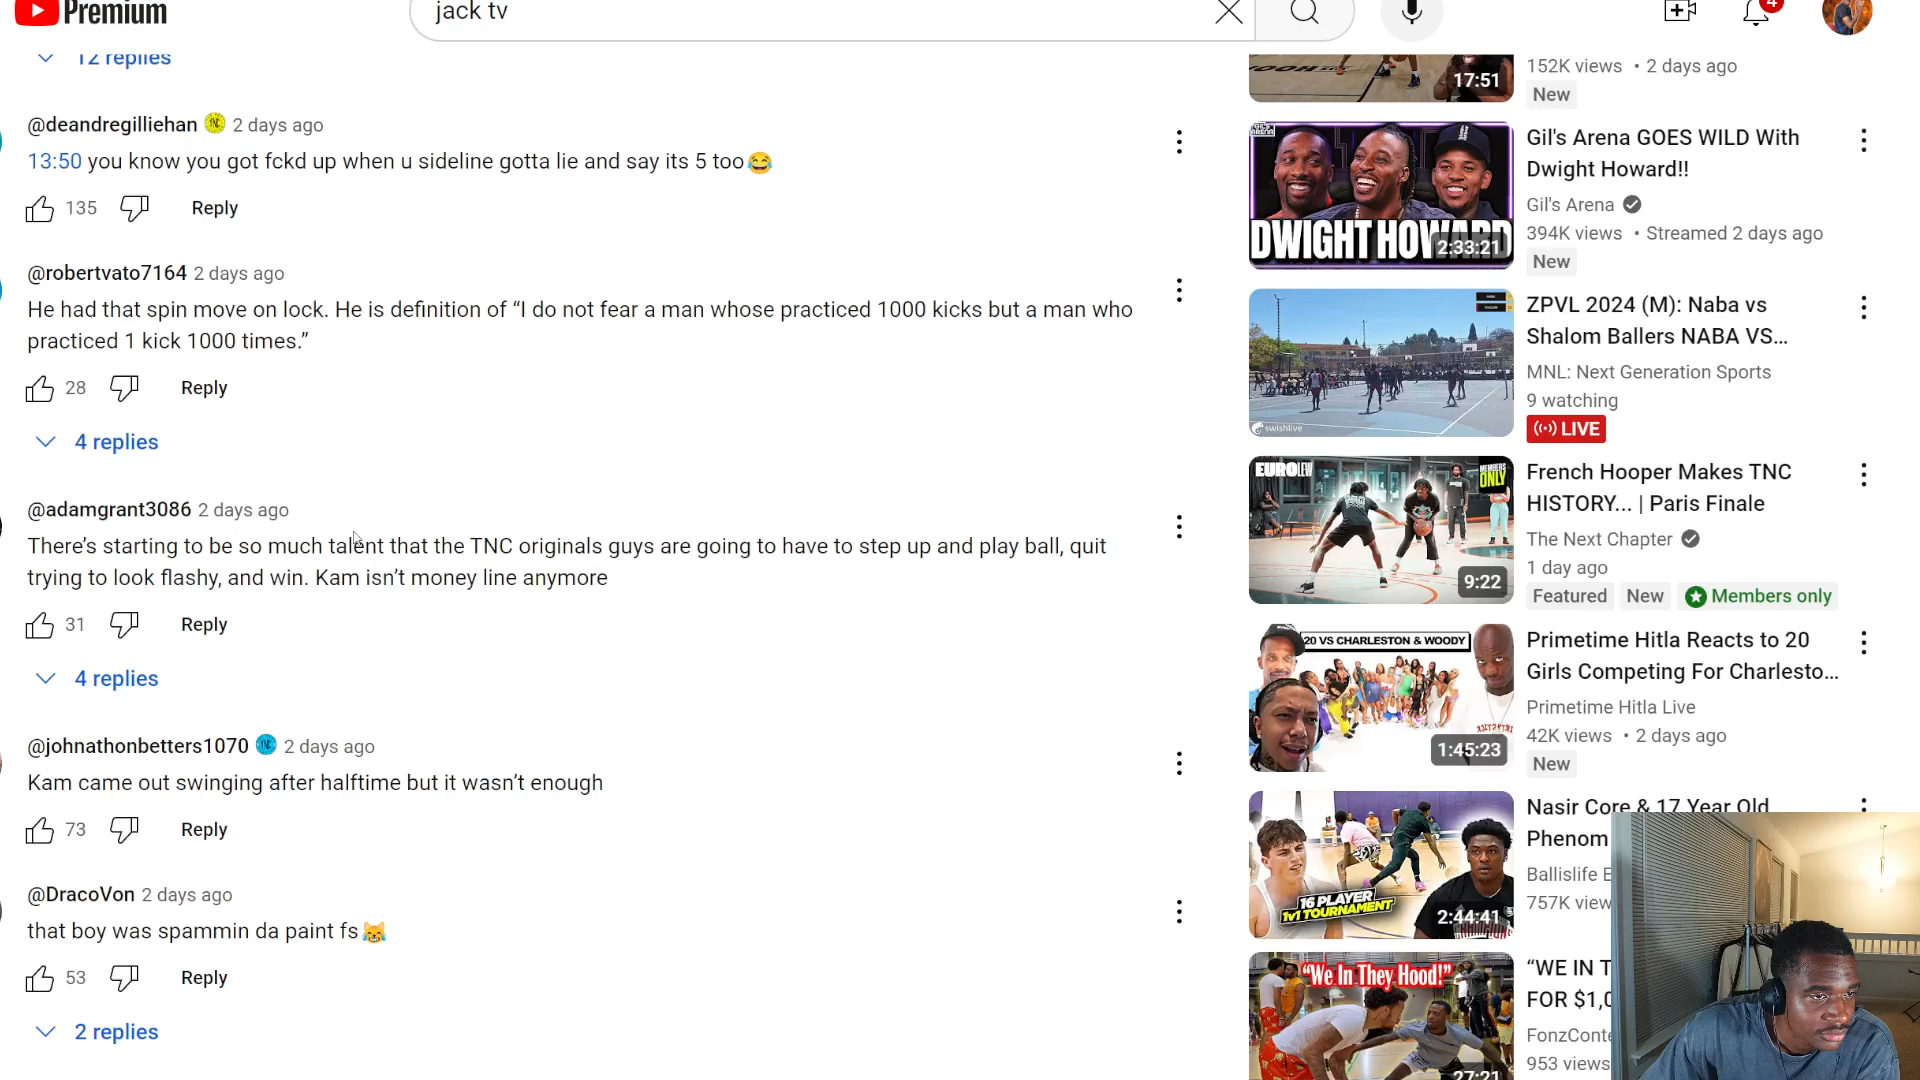 Premium
jack tv
4
12 replies
@deandregilliehan 2 days ago
13:50 you know you got fckd up when u sideline gotta lie and say its 5 too😂
135 Reply
@robertvato7164 2 days ago
He had that spin move on lock. He is definition of “I do not fear a man whose practiced 1000 kicks but a man who
practiced 1 kick 1000 times.”
28 Reply
4 replies
@adamgrant3086 2 days ago
There’s starting to be so much talent that the TNC originals guys are going to have to step up and play ball, quit
trying to look flashy, and win. Kam isn’t money line anymore
31 Reply
4 replies
@johnathonbetters1070 2 days ago
Kam came out swinging after halftime but it wasn’t enough
73 Reply
@DracoVon 2 days ago
that boy was spammin da paint fs😹
53 Reply
2 replies
17:51
152K views • 2 days ago
New
GIL'S ARENA
DWIGHT HOWARD
2:33:21
Gil's Arena GOES WILD With
Dwight Howard!!
Gil's Arena
394K views • Streamed 2 days ago
New
swishlive
ZPVL 2024 (M): Naba vs
Shalom Ballers NABA VS...
MNL: Next Generation Sports
9 watching
LIVE
EUROLEW
MEMBERS
ONLY
9:22
French Hooper Makes TNC
HISTORY... | Paris Finale
The Next Chapter
1 day ago
Featured New Members only
20 VS CHARLESTON & WOODY
1:45:23
Primetime Hitla Reacts to 20
Girls Competing For Charlesto...
Primetime Hitla Live
42K views • 2 days ago
New
16 PLAYER
1v1 TOURNAMENT
2:44:41
Nasir Core & 17 Year Old
Phenom
Ballislife E
757K view
“We In They Hood!”
27:21
“WE IN T
FOR $1,0
FonzConte
953 views